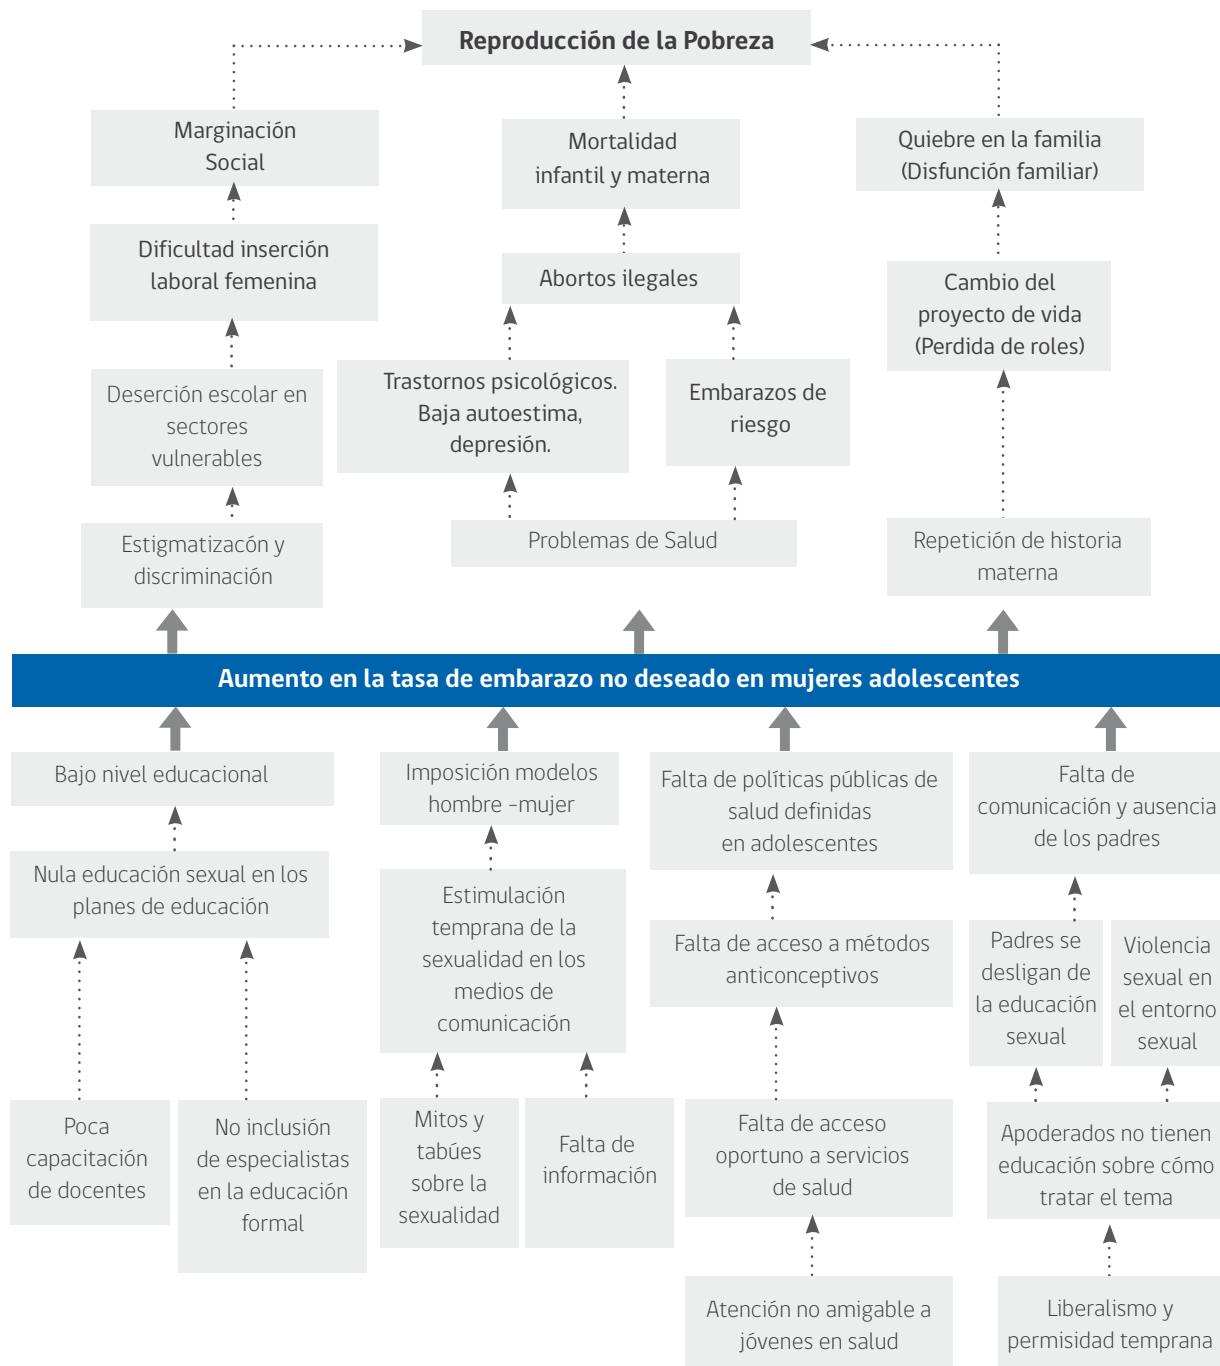 Reproducción de la Pobreza
Marginación
Social
Mortalidad
infantil y materna
Quiebre en la familia
(Disfunción familiar)
Dificultad inserción
laboral femenina
Abortos ilegales
Cambio del
proyecto de vida
(Perdida de roles)
Deserción escolar en
sectores
vulnerables
Trastornos psicológicos.
Baja autoestima,
depresión.
Embarazos de
riesgo
Estigmatizacón y
discriminación
Problemas de Salud
Repetición de historia
materna
Aumento en la tasa de embarazo no deseado en mujeres adolescentes
Bajo nivel educacional
Imposición modelos
hombre -mujer
Falta de políticas públicas de
salud definidas
en adolescentes
Falta de
comunicación y ausencia
de los padres
Nula educación sexual en los
planes de educación
Estimulación
temprana de la
sexualidad en los
medios de
comunicación
Falta de acceso a métodos
anticonceptivos
Padres se
desligan de
la educación
sexual
Violencia
sexual en
el entorno
sexual
Poca
capacitación
de docentes
No inclusión
de especialistas
en la educación
formal
Mitos y
tabúes
sobre la
sexualidad
Falta de
información
Falta de acceso
oportuno a servicios
de salud
Apoderados no tienen
educación sobre cómo
tratar el tema
Atención no amigable a
jóvenes en salud
Liberalismo y
permisidad temprana